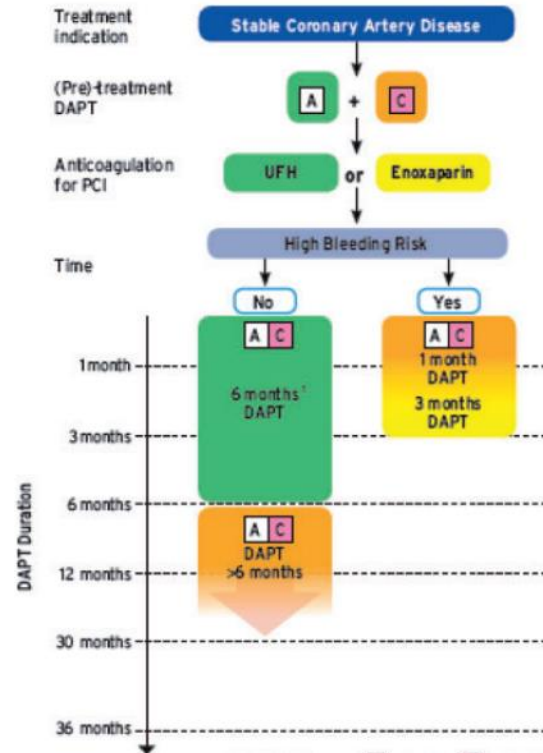 Treatment
indication
Stable Coronary Artery Disease
(Pre)-treatment
DAPT
A + C
Anticoagulation
for PCI
UFH or Enoxaparin
High Bleeding Risk
Time
No
Yes
A C
A C
1 month
1 month
DAPT
6 months¹
DAPT
3 months
DAPT
3 months
6 months
A C
DAPT
>6 months
12 months
30 months
36 months
DAPT Duration